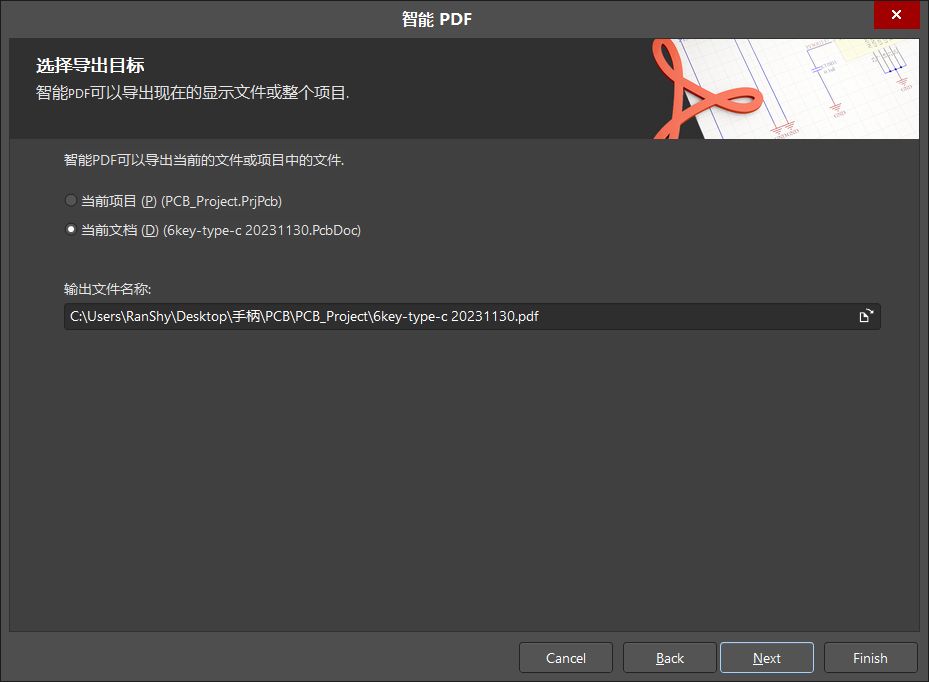 智能 PDF
选择导出目标
智能PDF可以导出现在的显示文件或整个项目.
智能PDF可以导出当前的文件或项目中的文件.
当前项目 (P) (PCB_Project.PrjPcb)
当前文档 (D) (6key-type-c 20231130.PcbDoc)
输出文件名称:
C:\Users\RanShy\Desktop\手柄\PCB\PCB_Project\6key-type-c 20231130.pdf
Cancel Back Next Finish